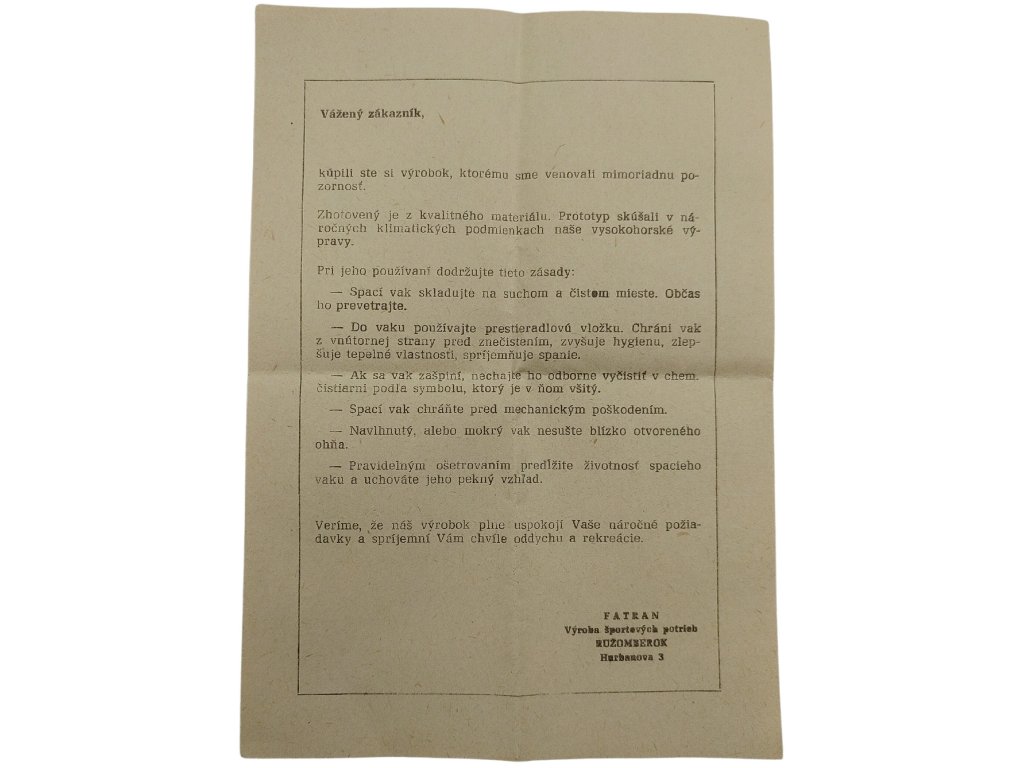 Vážený zákazník,
kúpili ste si výrobok, ktorému sme venovali mimoriadnu po-
zornosť.
Zhotovený je z kvalitného materiálu. Prototyp skúšali v ná-
ročných klimatických podmienkach naše vysokohorské vý-
pravy.
Pri jeho používaní dodržujte tieto zásady:
— Spací vak skladujte na suchom a čistom mieste. Občas
ho prevetrajte.
— Do vaku používajte prestieradlovú vložku. Chráni vak
z vnútornej strany pred znečistením, zvyšuje hygienu, zlep-
šuje tepelné vlastnosti, spríjemňuje spanie.
— Ak sa vak zašpiní, nechajte ho odborne vyčistiť v chem.
čistiarni podľa symbolu, ktorý je v ňom všitý.
— Spací vak chráňte pred mechanickým poškodením.
— Navlhnutý, alebo mokrý vak nesušte blízko otvoreného
ohňa.
— Pravidelným ošetrovaním predĺžite životnosť spacieho
vaku a uchováte jeho pekný vzhľad.
Veríme, že náš výrobok plne uspokojí Vaše náročné požia-
davky a spríjemní Vám chvíle oddychu a rekreácie.
FATRAN
Výroba športových potrieb
RUŽOMBEROK
Hurbanova 3